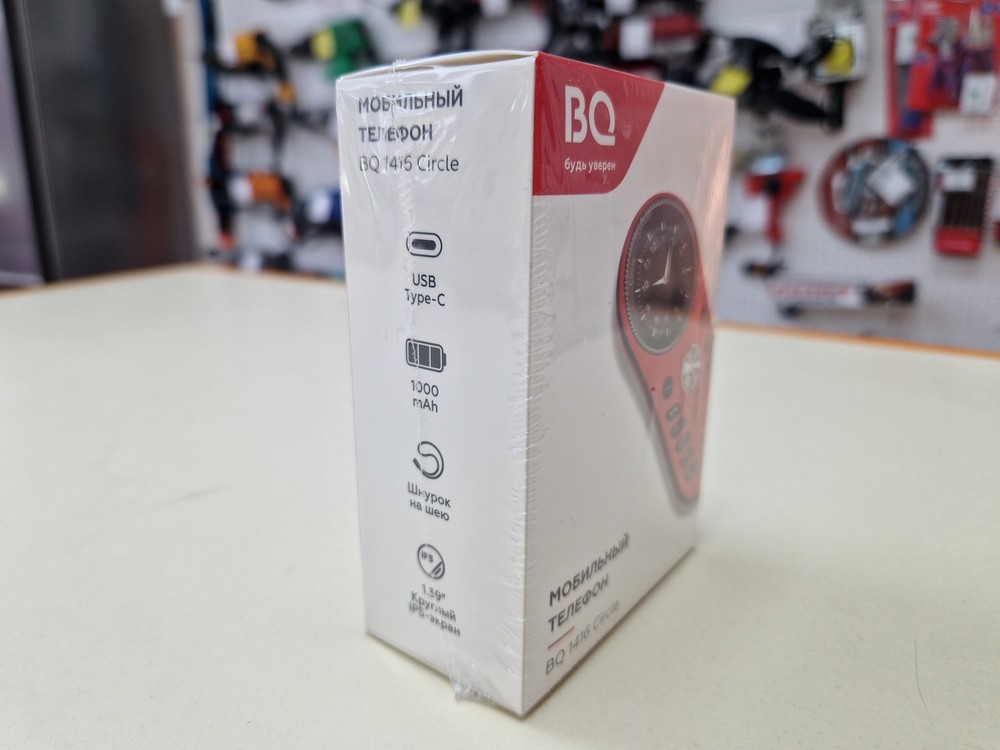 МОБИЛЬНЫЙ
ТЕЛЕФОН
BQ 1416 Circle
USB
Type-C
1000
mAh
Шнурок
на шею
IPS
1.39"
Круглый
IPS-экран
BQ
будь уверен
МОБИЛЬНЫЙ
ТЕЛЕФОН
BQ 1416 Circle